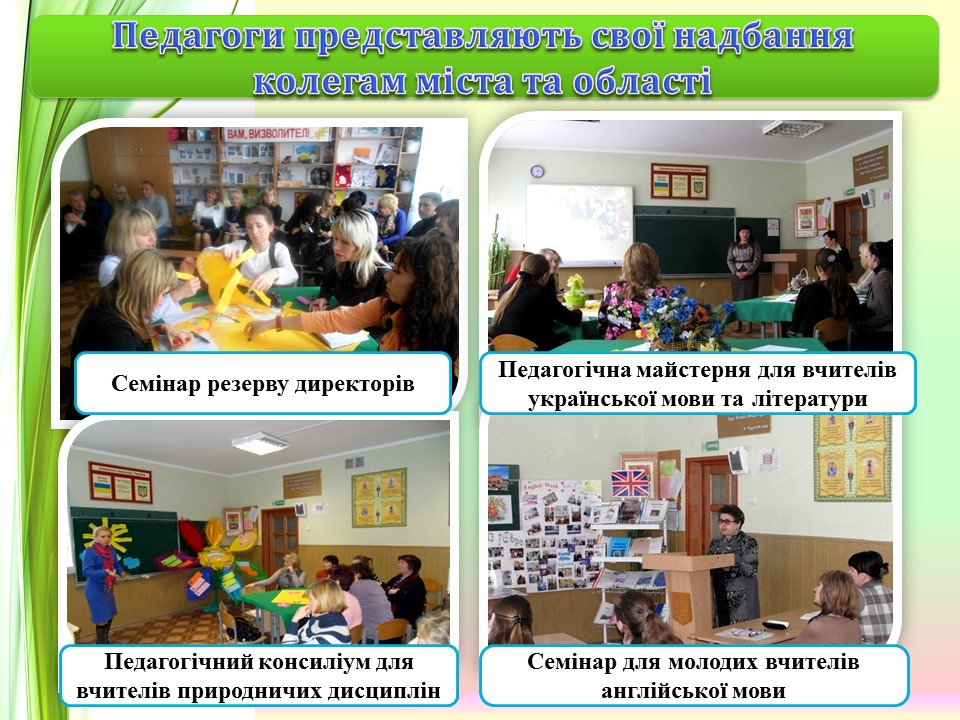 Педагоги представляють свої надбання
колегам міста та області
ВАМ, ВИЗВОЛИТЕЛІ
Семінар резерву директорів
Педагогічна майстерня для вчителів
української мови та літератури
English Week
Педагогічний консиліум для
вчителів природничих дисциплін
Семінар для молодих вчителів
англійської мови